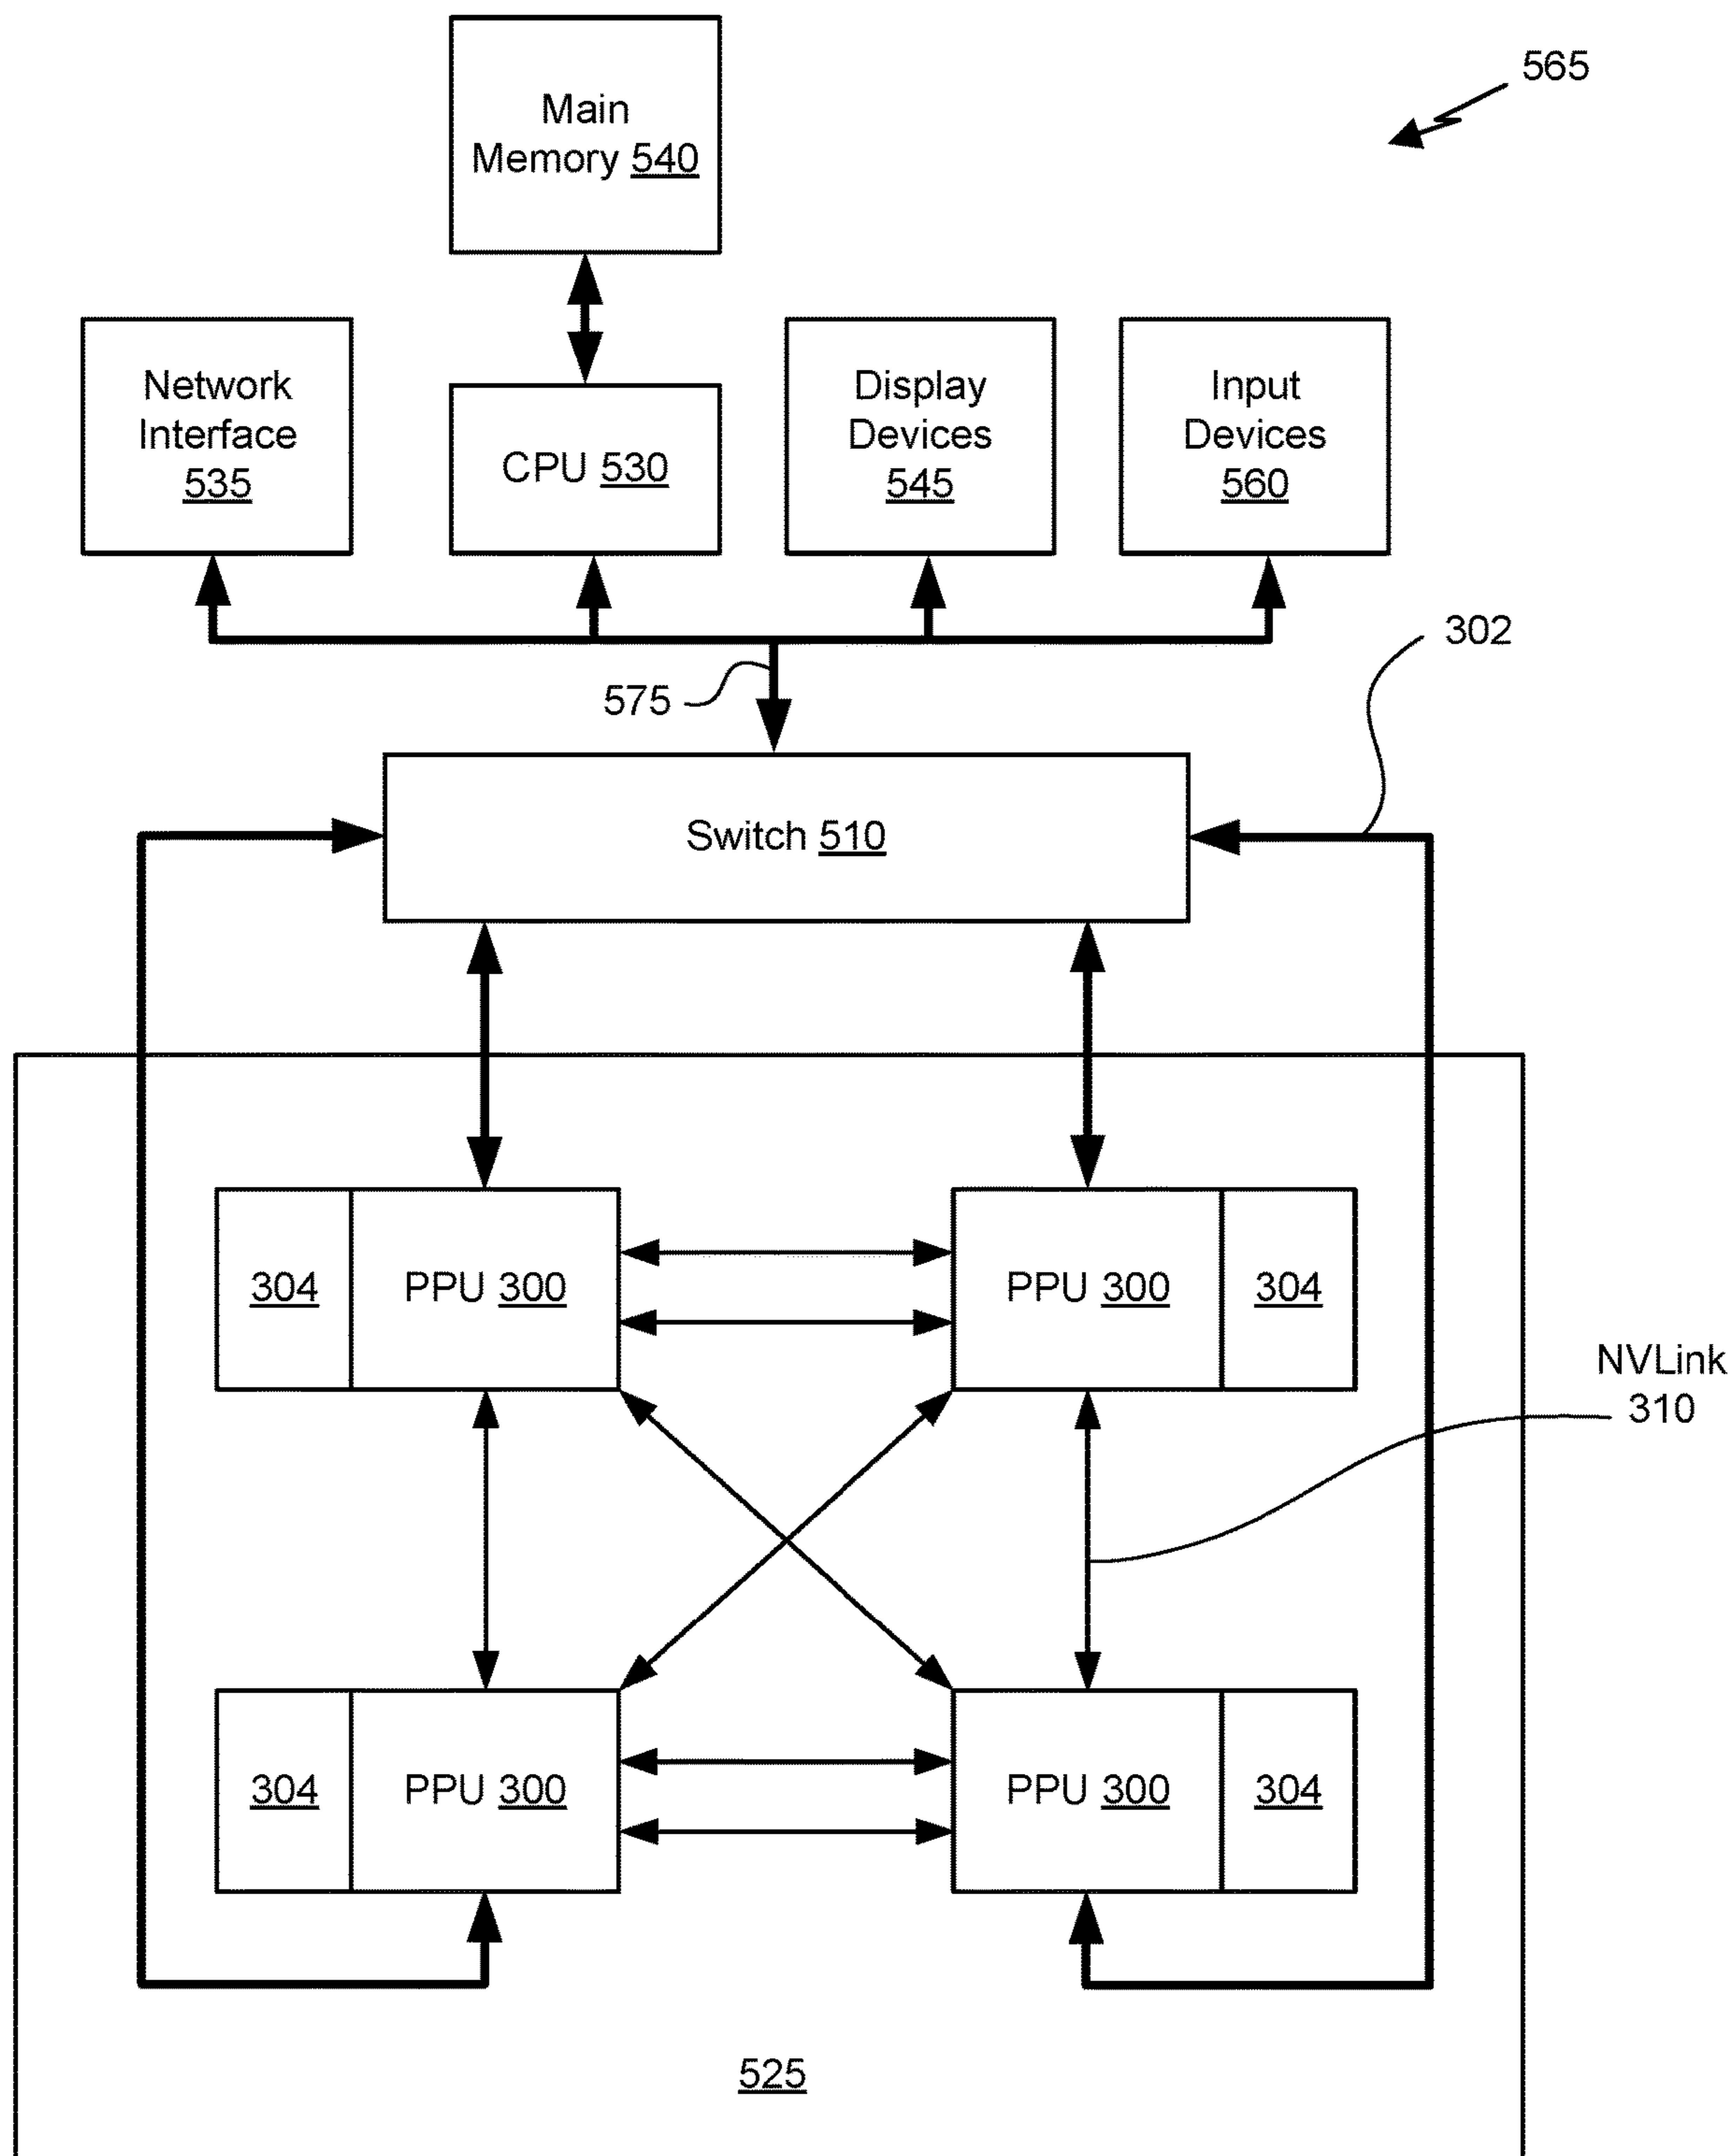 565
Main
Memory 540
Network
Interface
535
CPU 530
Display
Devices
545
Input
Devices
560
302
575
Switch 510
304
PPU 300
PPU 300
304
NVLink
310
304
PPU 300
PPU 300
304
525